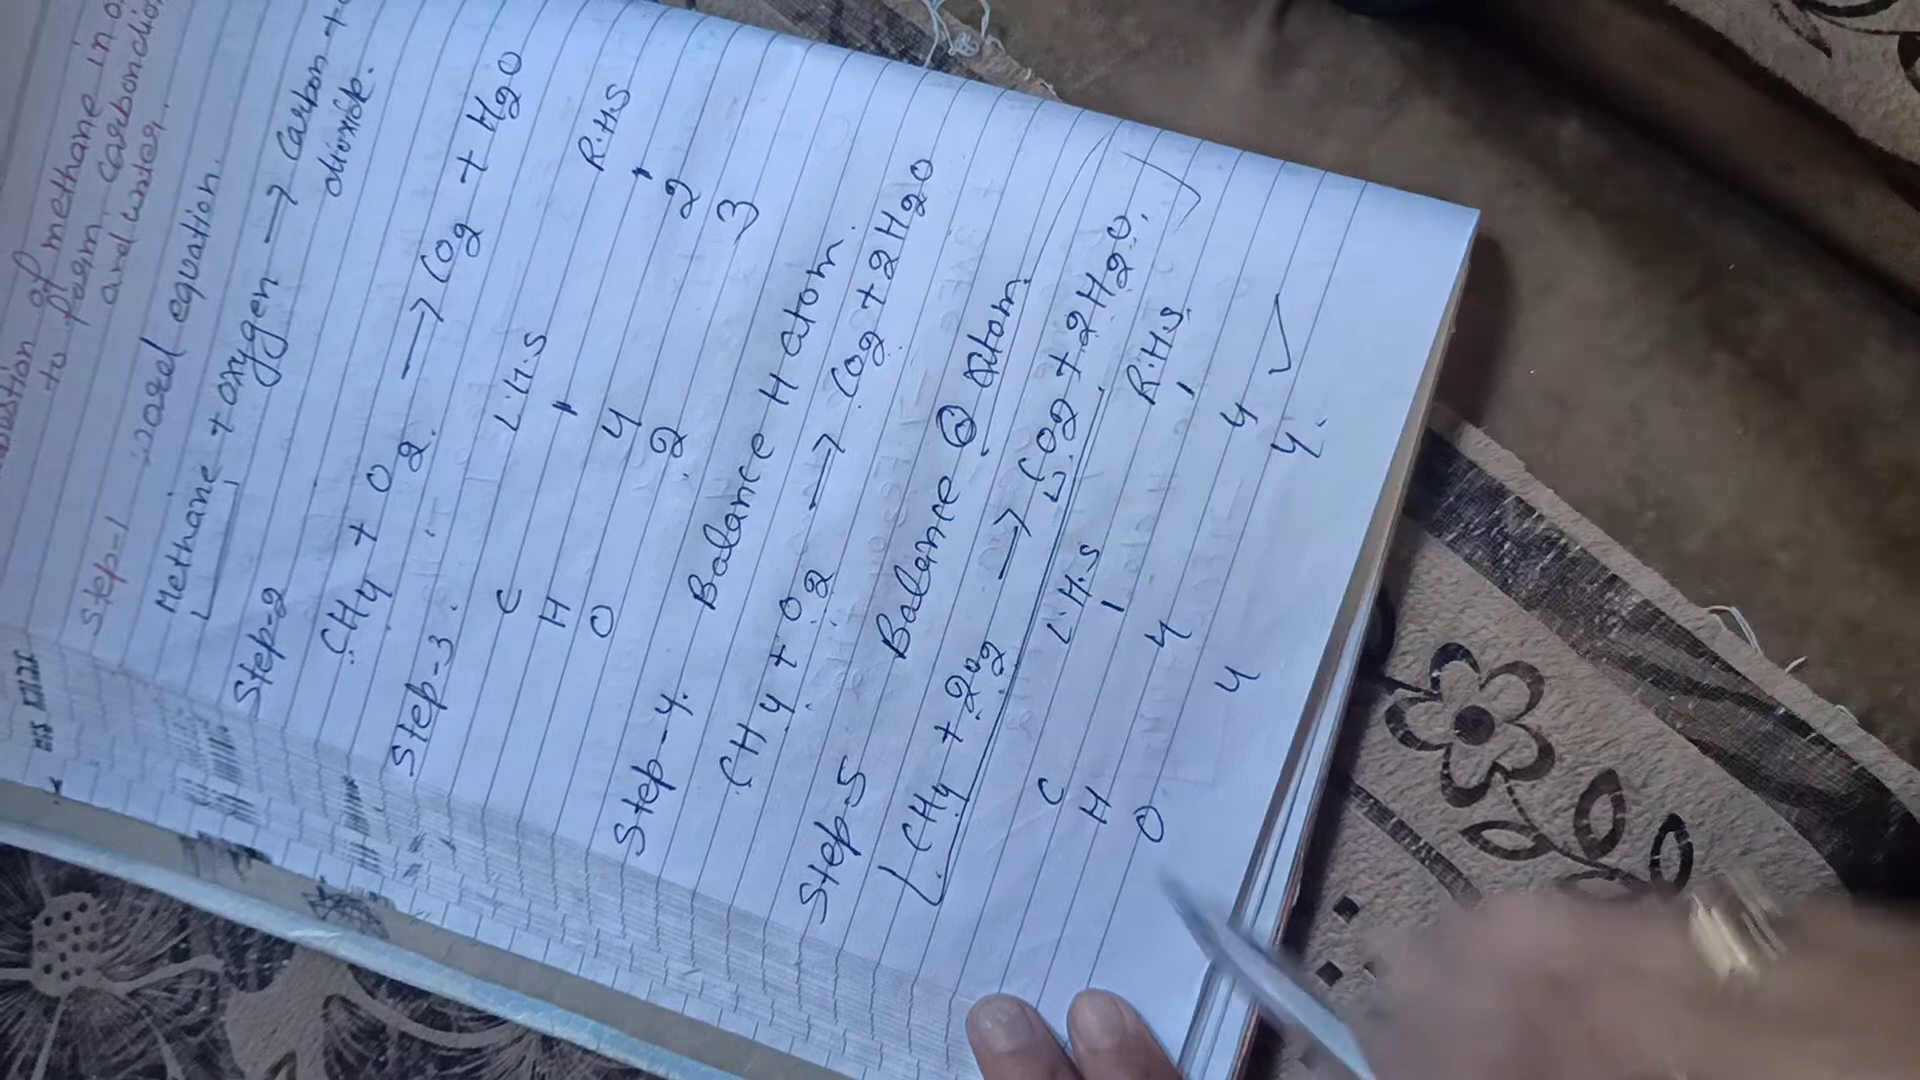 of methane in
to form carbondio
and water.
Step-1 word equation.
Methane + oxygen → Carbon +
dioxide.
Step-2
CH4 + O2. → CO2 + H2O
Step-3. L.H.S R.H.S
C 1 1
H 4 2
O 2 3
Step-4. Balance H atom.
CH4 + O2 → CO2 + 2H2O
Step-5 Balance O Atom.
CH4 + 2O2 → CO2 + 2H2O.
L.H.S R.H.S
C 1 1
H 4 4
O 4 4.